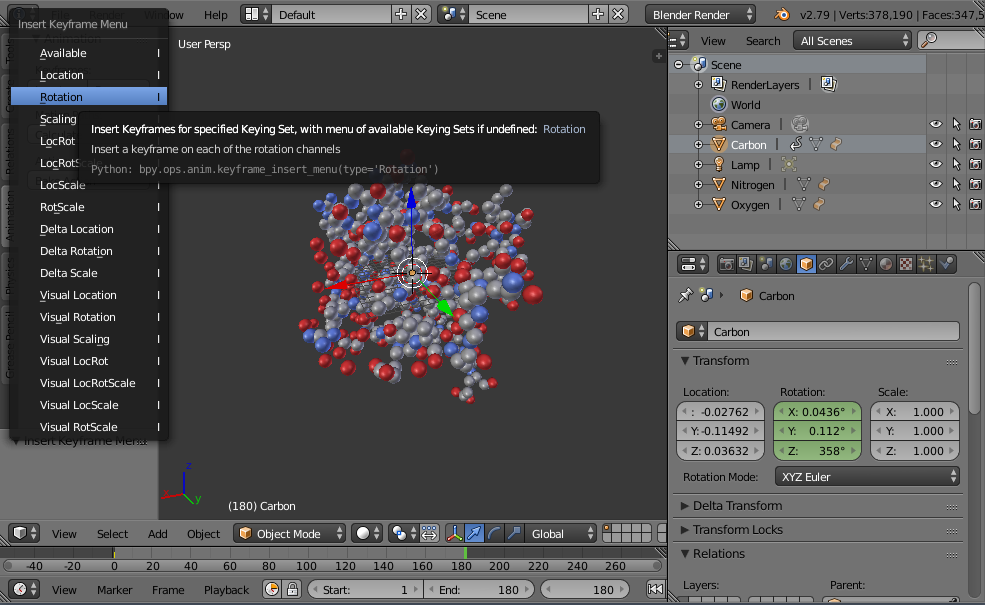 Insert Keyframe Menu
Available I
Location I
Rotation I
Scaling
LocRot
LocRotScale
LocScale
RotScale I
Delta Location I
Delta Rotation I
Delta Scale I
Visual Location I
Visual Rotation I
Visual Scaling I
Visual LocRot I
Visual LocRotScale I
Visual LocScale I
Visual RotScale I
Insert Keyframe Menu
Window
Help
Default
Scene
Blender Render
v2.79 | Verts:378,190 | Faces:347,5
User Persp
Insert Keyframes for specified Keying Set, with menu of available Keying Sets if undefined: Rotation
Insert a keyframe on each of the rotation channels
Python: bpy.ops.anim.keyframe_insert_menu(type='Rotation')
z
x
y
(180) Carbon
View
Search
All Scenes
Scene
RenderLayers
World
Camera
Carbon
Lamp
Nitrogen
Oxygen
Carbon
Carbon
Transform
Location: Rotation: Scale:
: -0.02762 X: 0.0436° X: 1.000
Y:-0.11492 Y: 0.112° Y: 1.000
Z: 0.03632 Z: 358° Z: 1.000
Rotation Mode: XYZ Euler
Delta Transform
Transform Locks
Relations
Layers: Parent:
View Select Add Object Object Mode Global
-40 -20 0 20 40 60 80 100 120 140 160 180 200 220 240 260
View Marker Frame Playback Start: 1 End: 180 180